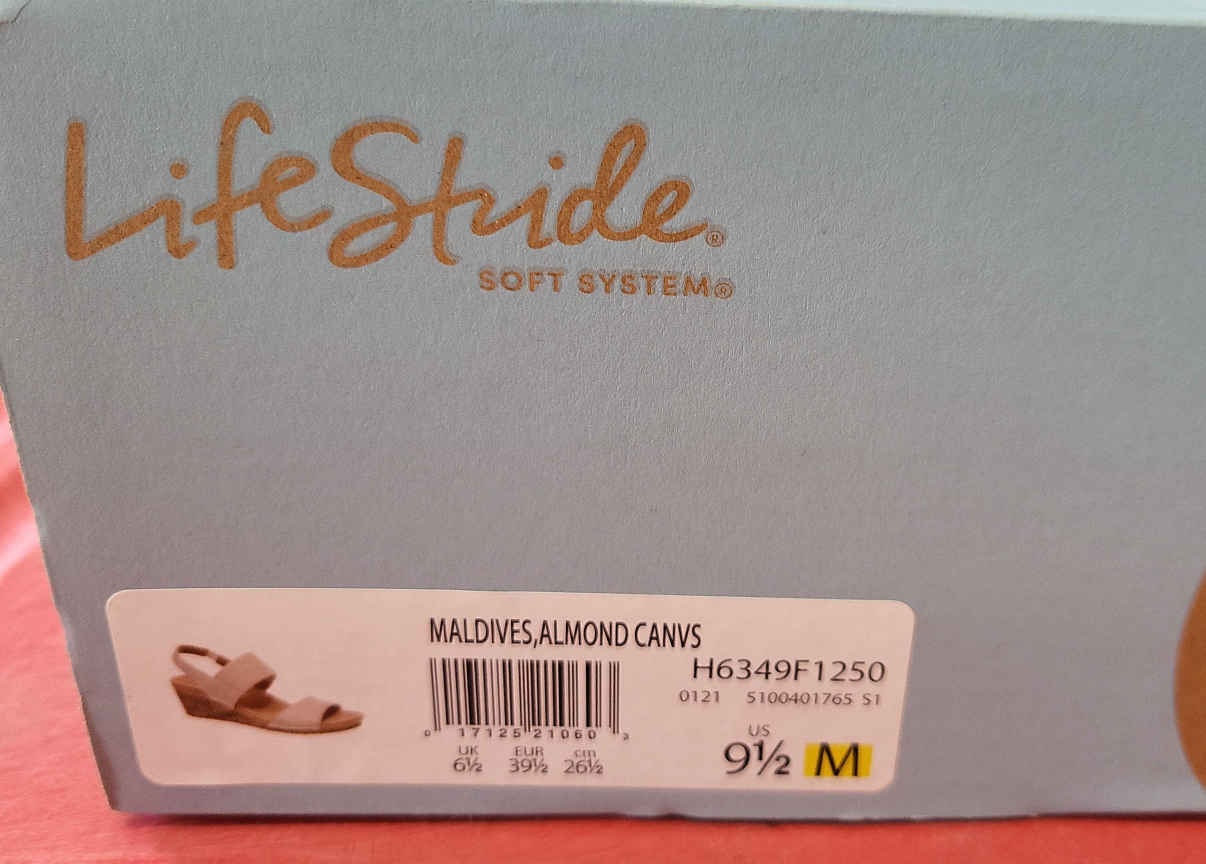 LifeStride®
SOFT SYSTEM®
MALDIVES,ALMOND CANVS
H6349F1250
0121 5100401765 S1
0 17125 21060 3
UK EUR cm US
6½ 39½ 26½ 9½ M